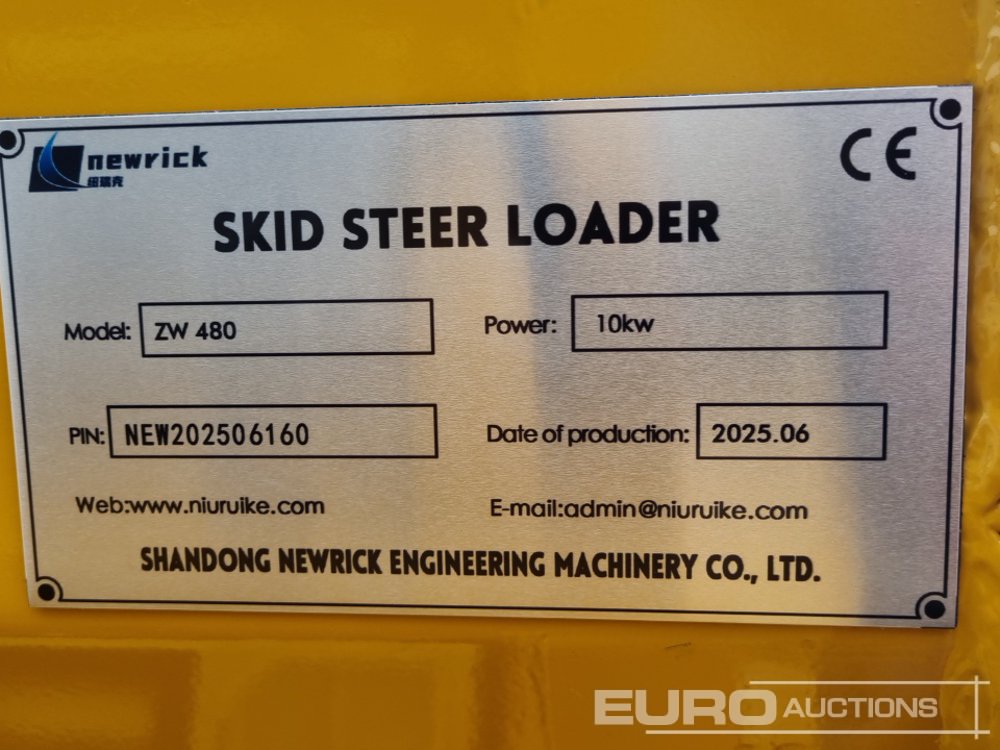 newrick
纽瑞克
CE
SKID STEER LOADER
Model: ZW 480
Power: 10kw
PIN: NEW202506160
Date of production: 2025.06
Web:www.niuruike.com
E-mail:admin@niuruike.com
SHANDONG NEWRICK ENGINEERING MACHINERY CO., LTD.
EURO AUCTIONS